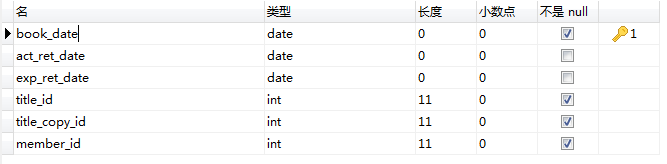 名 类型 长度 小数点 不是 null
book_date date 0 0 1
act_ret_date date 0 0
exp_ret_date date 0 0
title_id int 11 0
title_copy_id int 11 0
member_id int 11 0